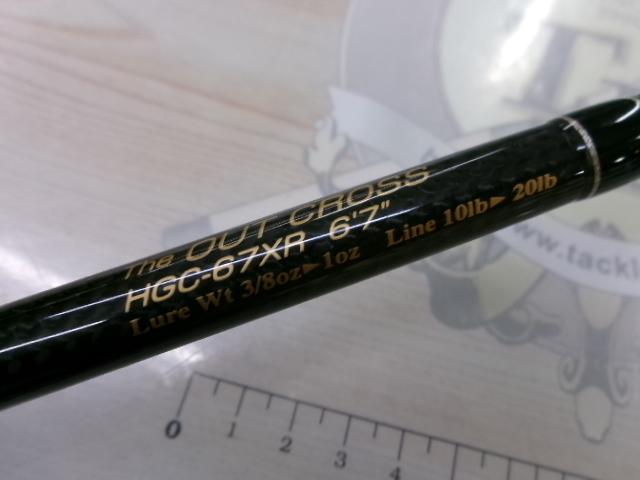 The OUT CROSS
HGC-67XR 6'7"
Lure Wt 3/8oz▶1oz Line 10lb▶20lb
www.tackl
0 1 2 3 4